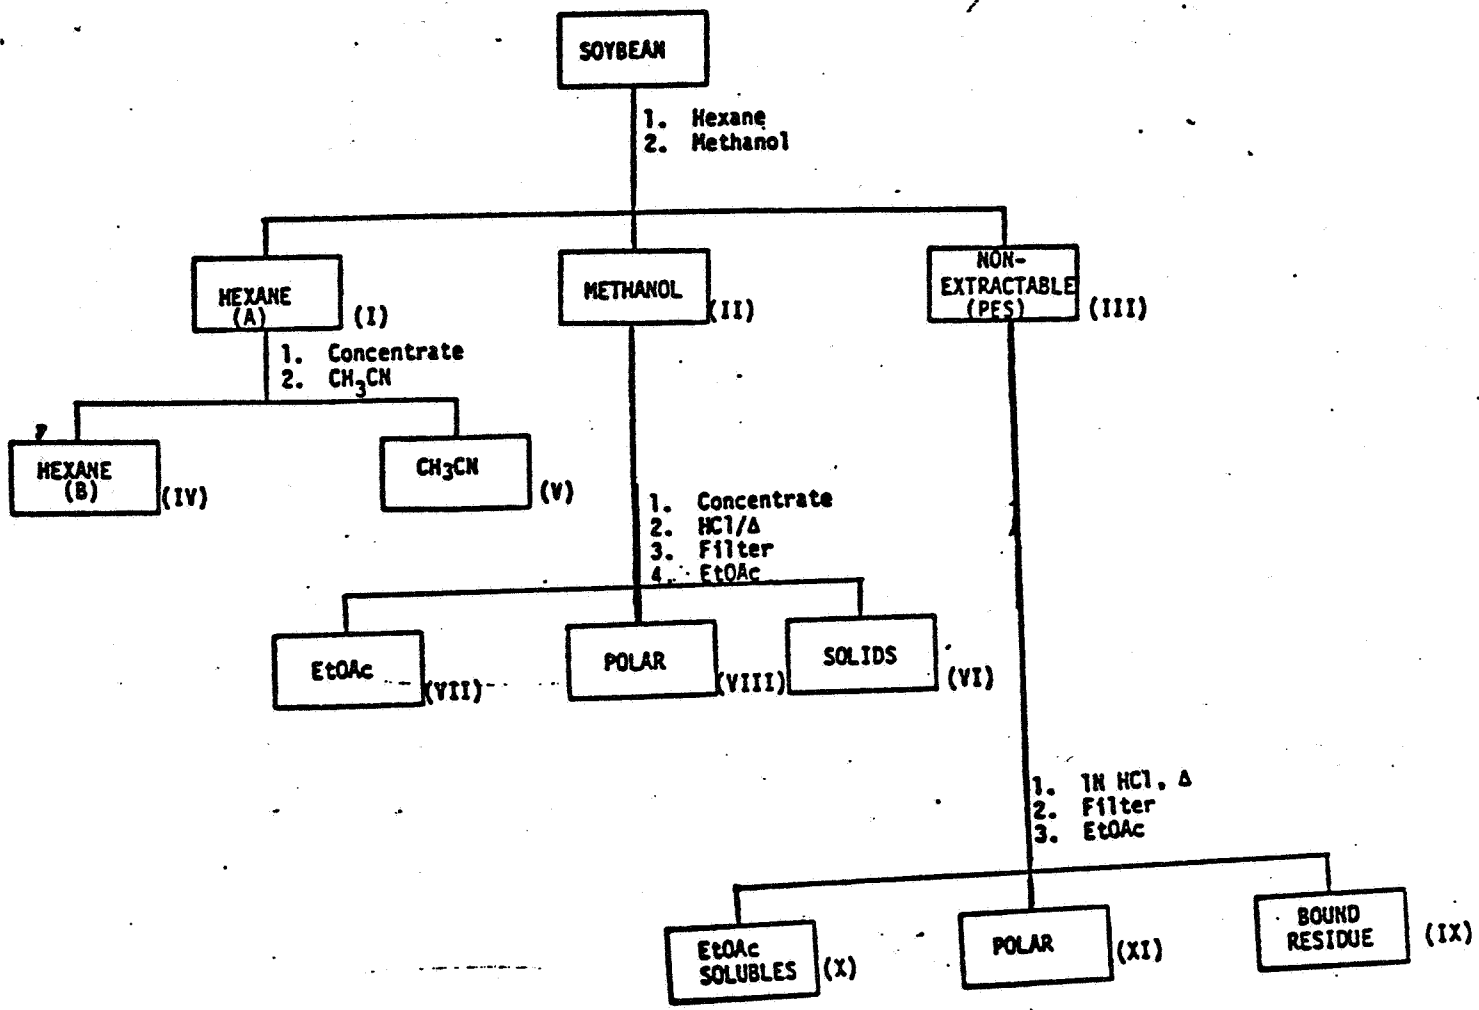 SOYBEAN
1. Hexane
2. Methanol
HEXANE
(A)
(I)
METHANOL
(II)
NON-
EXTRACTABLE
(PES)
(III)
1. Concentrate
2. CH3CN
HEXANE
(B)
(IV)
CH3CN
(V)
1. Concentrate
2. HCl/Δ
3. Filter
4. EtOAc
EtOAc
(VII)
POLAR
(VIII)
SOLIDS
(VI)
1. 1N HCl, Δ
2. Filter
3. EtOAc
EtOAc
SOLUBLES
(X)
POLAR
(XI)
BOUND
RESIDUE
(IX)